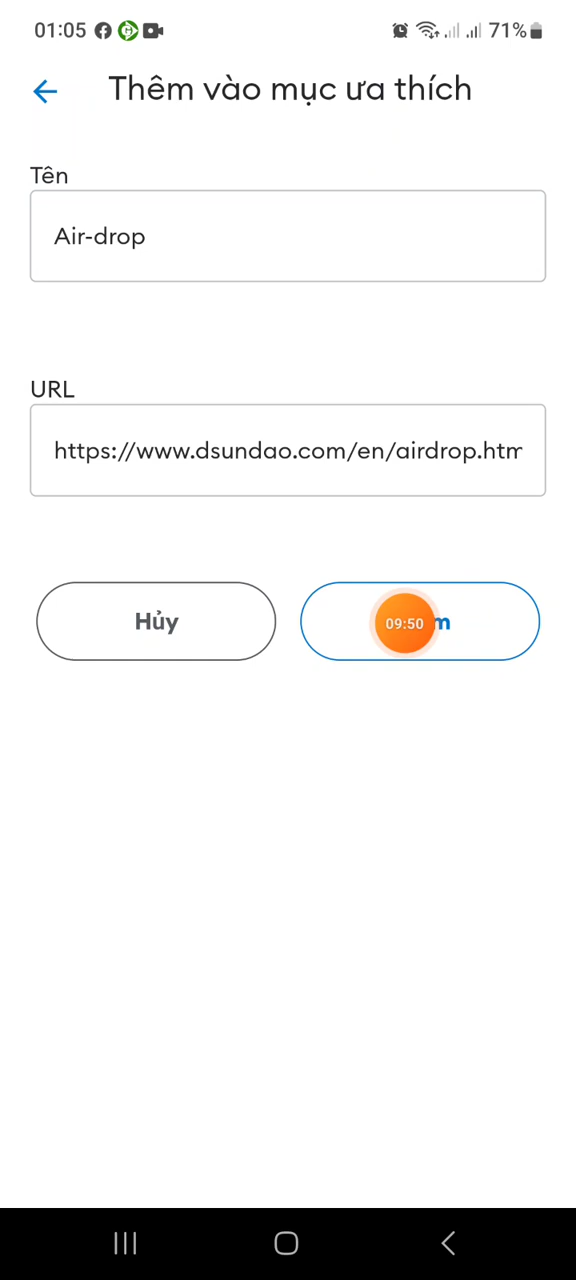 01:05 71%
Thêm vào mục ưa thích
Tên
Air-drop
URL
https://www.dsundao.com/en/airdrop.htm
Hủy
09:50